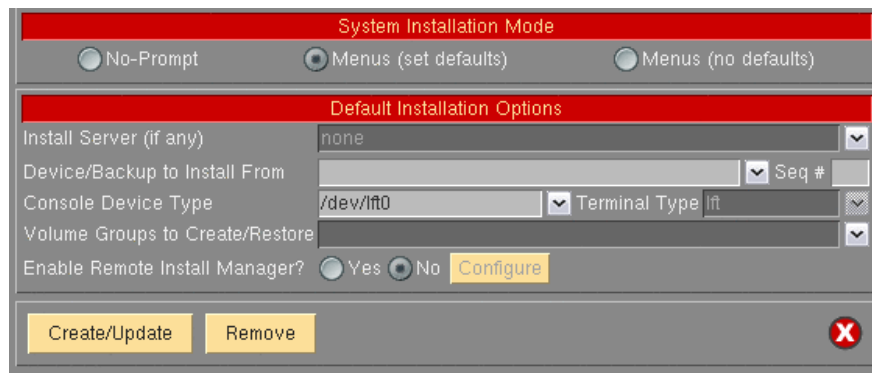 System Installation Mode
No-Prompt Menus (set defaults) Menus (no defaults)
Default Installation Options
Install Server (if any) none
Device/Backup to Install From Seq #
Console Device Type /dev/lft0 Terminal Type lft
Volume Groups to Create/Restore
Enable Remote Install Manager? Yes No Configure
Create/Update Remove